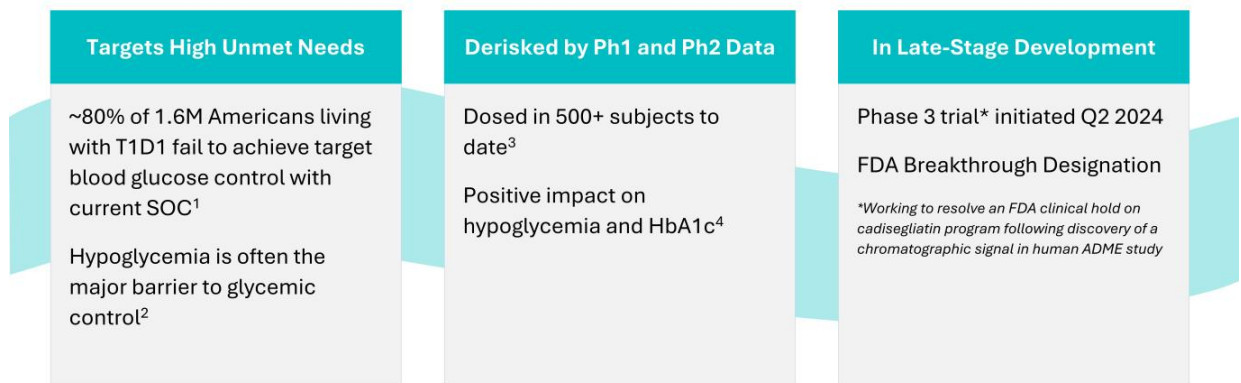 Targets High Unmet Needs
~80% of 1.6M Americans living
with T1D1 fail to achieve target
blood glucose control with
current SOC¹
Hypoglycemia is often the
major barrier to glycemic
control²
Derisked by Ph1 and Ph2 Data
Dosed in 500+ subjects to
date³
Positive impact on
hypoglycemia and HbA1c⁴
In Late-Stage Development
Phase 3 trial* initiated Q2 2024
FDA Breakthrough Designation
*Working to resolve an FDA clinical hold on
cadisegliatin program following discovery of a
chromatographic signal in human ADME study